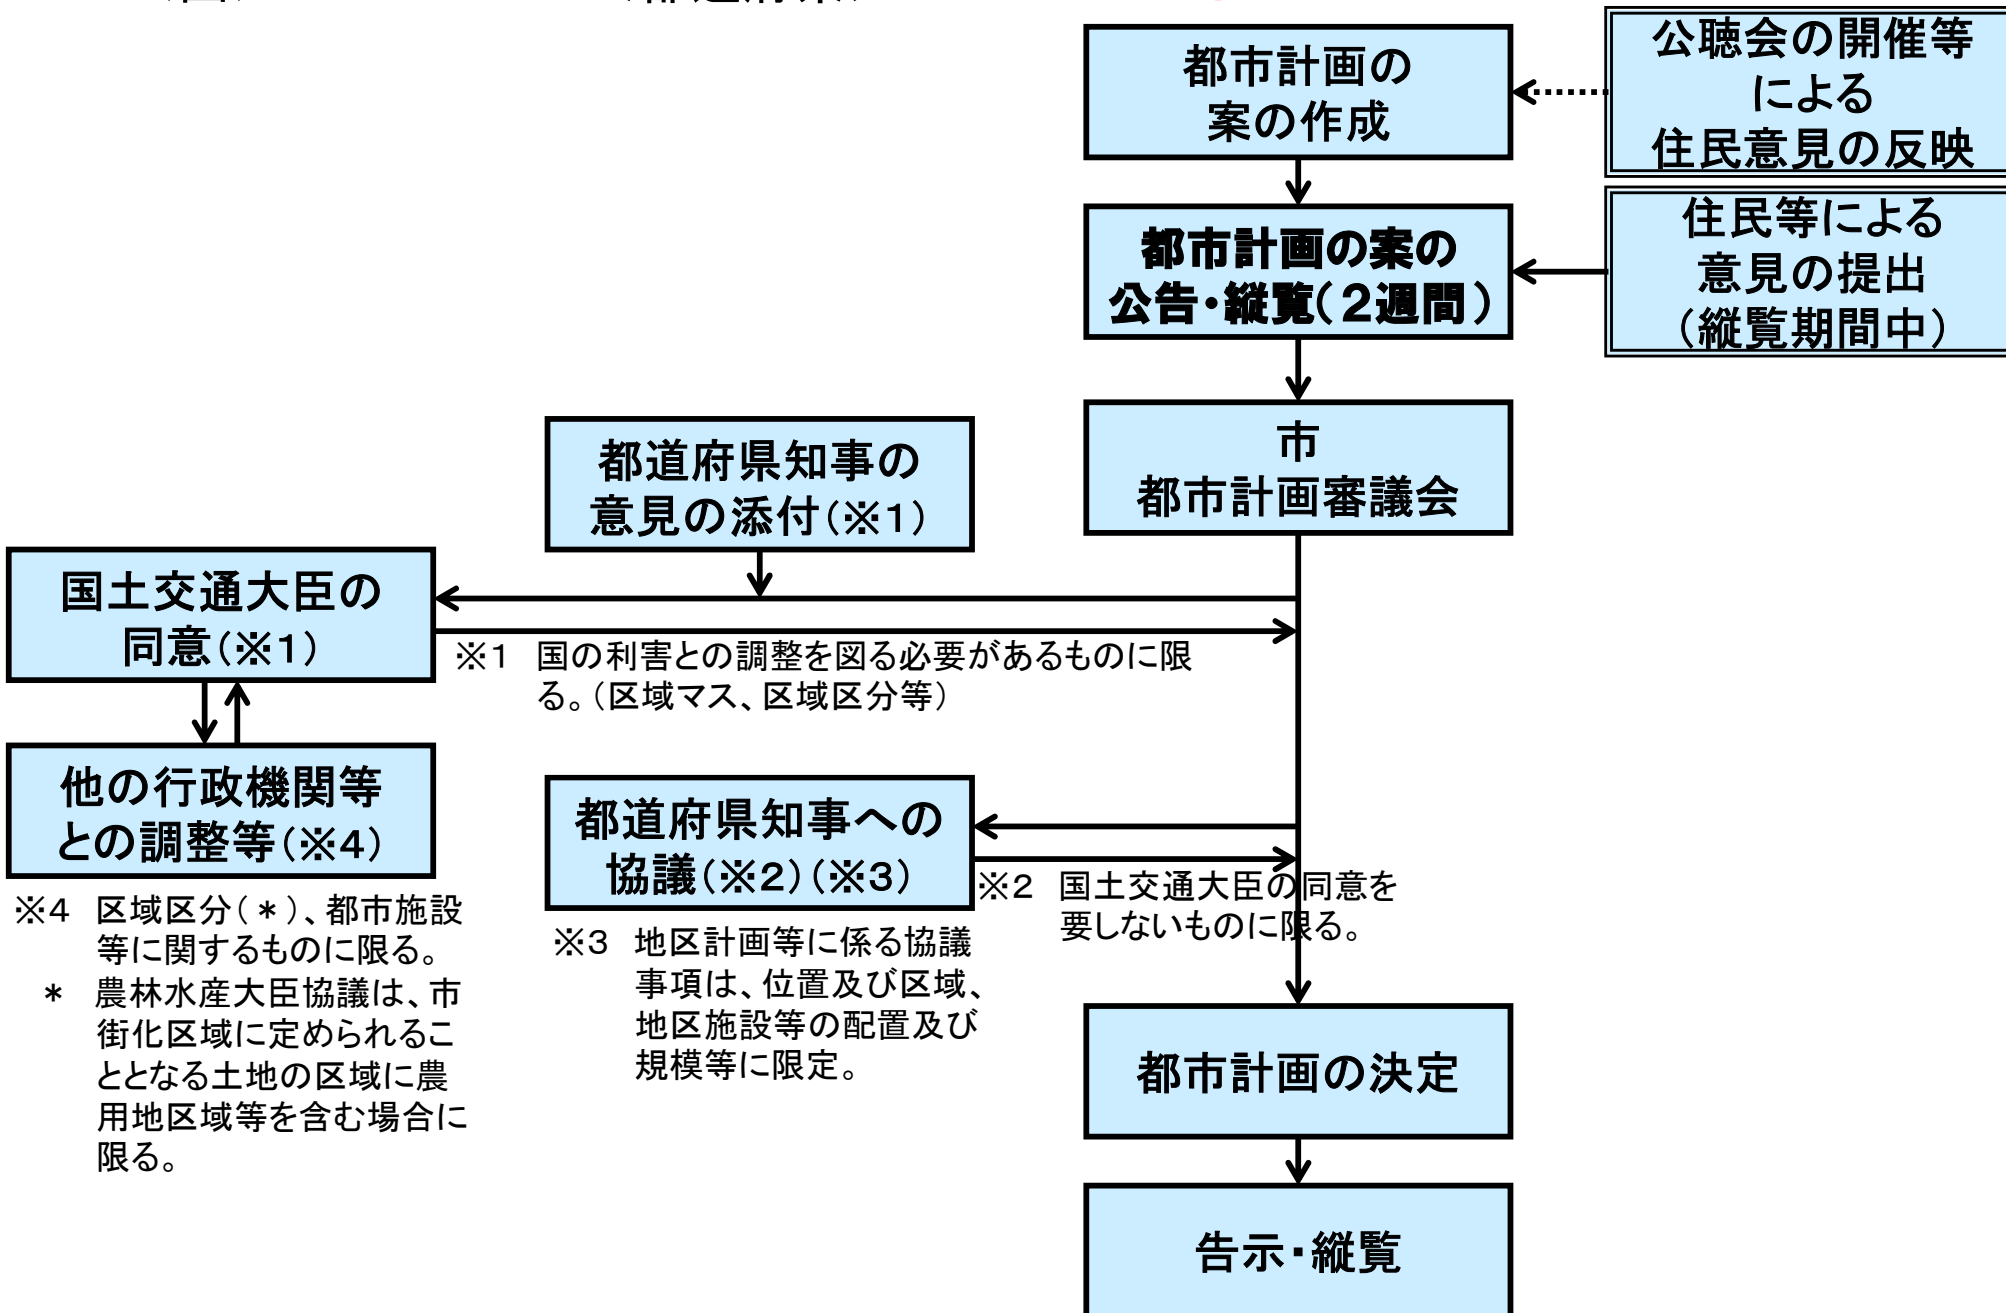 都市計画の
案の作成
公聴会の開催等
による
住民意見の反映
都市計画の案の
公告・縦覧(2週間)
住民等による
意見の提出
(縦覧期間中)
市
都市計画審議会
都道府県知事の
意見の添付(※1)
国土交通大臣の
同意(※1)
※1 国の利害との調整を図る必要があるものに限
る。(区域マス、区域区分等)
他の行政機関等
との調整等(※4)
都道府県知事への
協議(※2)(※3)
※2 国土交通大臣の同意を
要しないものに限る。
※4 区域区分(*)、都市施設
等に関するものに限る。
* 農林水産大臣協議は、市
街化区域に定められるこ
ととなる土地の区域に農
用地区域等を含む場合に
限る。
※3 地区計画等に係る協議
事項は、位置及び区域、
地区施設等の配置及び
規模等に限定。
都市計画の決定
告示・縦覧